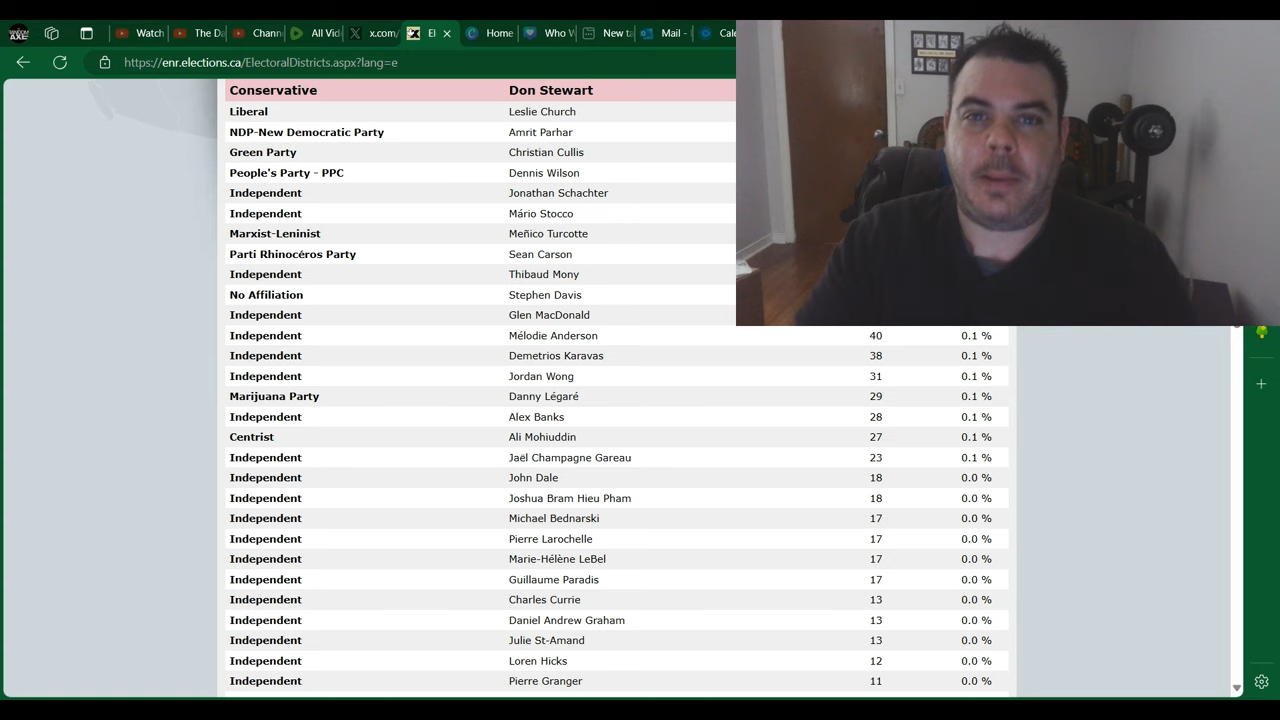 AXE
Watch
The Da
Chann
All Vid
x.com/
El
Home
Who W
New ta
Mail -
Cale
https://enr.elections.ca/ElectoralDistricts.aspx?lang=e
Conservative Don Stewart
Liberal Leslie Church
NDP-New Democratic Party Amrit Parhar
Green Party Christian Cullis
People's Party - PPC Dennis Wilson
Independent Jonathan Schachter
Independent Mário Stocco
Marxist-Leninist Meñico Turcotte
Parti Rhinocéros Party Sean Carson
Independent Thibaud Mony
No Affiliation Stephen Davis
Independent Glen MacDonald
Independent Mélodie Anderson 40 0.1 %
Independent Demetrios Karavas 38 0.1 %
Independent Jordan Wong 31 0.1 %
Marijuana Party Danny Légaré 29 0.1 %
Independent Alex Banks 28 0.1 %
Centrist Ali Mohiuddin 27 0.1 %
Independent Jaël Champagne Gareau 23 0.1 %
Independent John Dale 18 0.0 %
Independent Joshua Bram Hieu Pham 18 0.0 %
Independent Michael Bednarski 17 0.0 %
Independent Pierre Larochelle 17 0.0 %
Independent Marie-Hélène LeBel 17 0.0 %
Independent Guillaume Paradis 17 0.0 %
Independent Charles Currie 13 0.0 %
Independent Daniel Andrew Graham 13 0.0 %
Independent Julie St-Amand 13 0.0 %
Independent Loren Hicks 12 0.0 %
Independent Pierre Granger 11 0.0 %